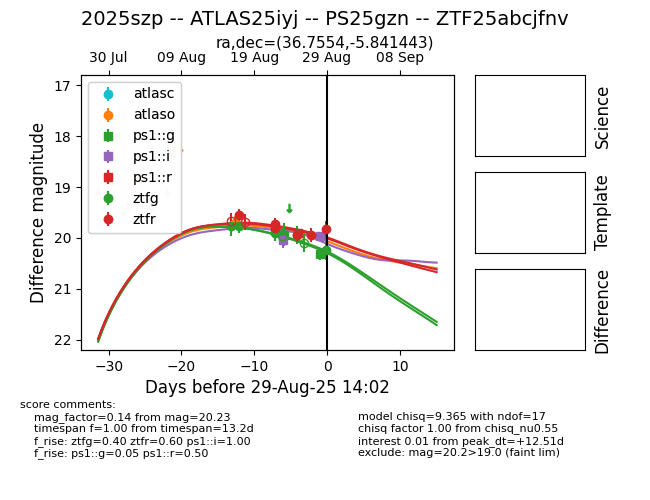 2025szp -- ATLAS25iyj -- PS25gzn -- ZTF25abcjfnv
ra,dec=(36.7554,-5.841443)
30 Jul 09 Aug 19 Aug 29 Aug 08 Sep
17
18
19
20
21
22
Difference magnitude
atlasc
atlaso
ps1::g
ps1::i
ps1::r
ztfg
ztfr
−30 −20 −10 0 10
Days before 29-Aug-25 14:02
Science
Template
Difference
score comments:
mag_factor=0.14 from mag=20.23
timespan f=1.00 from timespan=13.2d
f_rise: ztfg=0.40 ztfr=0.60 ps1::i=1.00
f_rise: ps1::g=0.05 ps1::r=0.50
model chisq=9.365 with ndof=17
chisq factor 1.00 from chisq_nu0.55
interest 0.01 from peak_dt=+12.51d
exclude: mag=20.2>19.0 (faint lim)